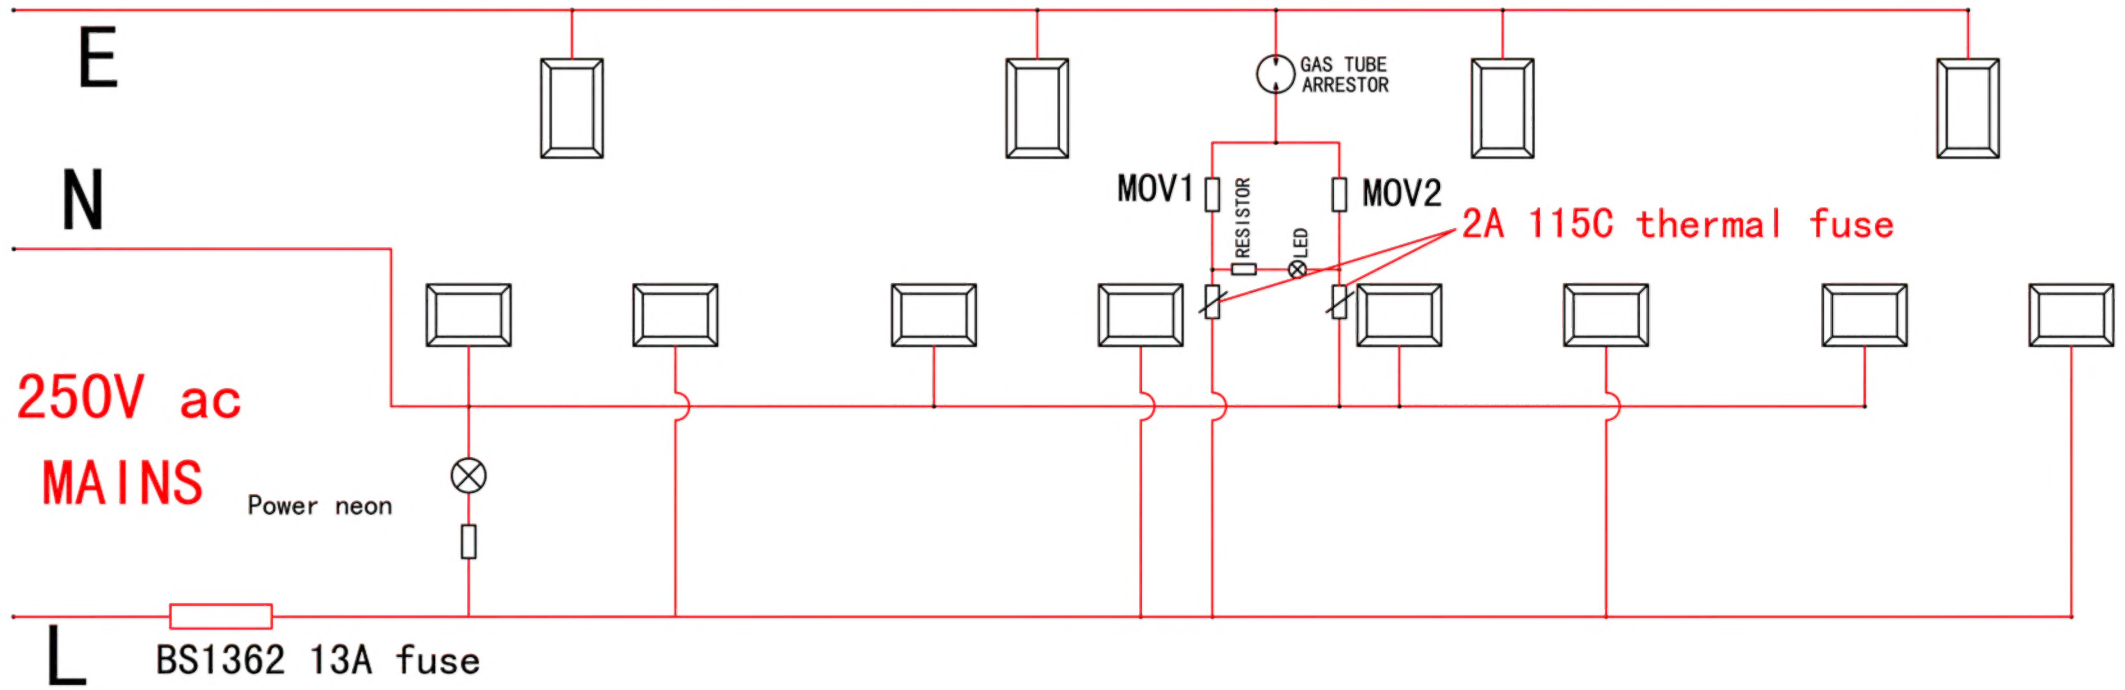 E
GAS TUBE
ARRESTOR
N
MOV1
RESISTOR
LED
MOV2
2A 115C thermal fuse
250V ac
MAINS
Power neon
L
BS1362 13A fuse